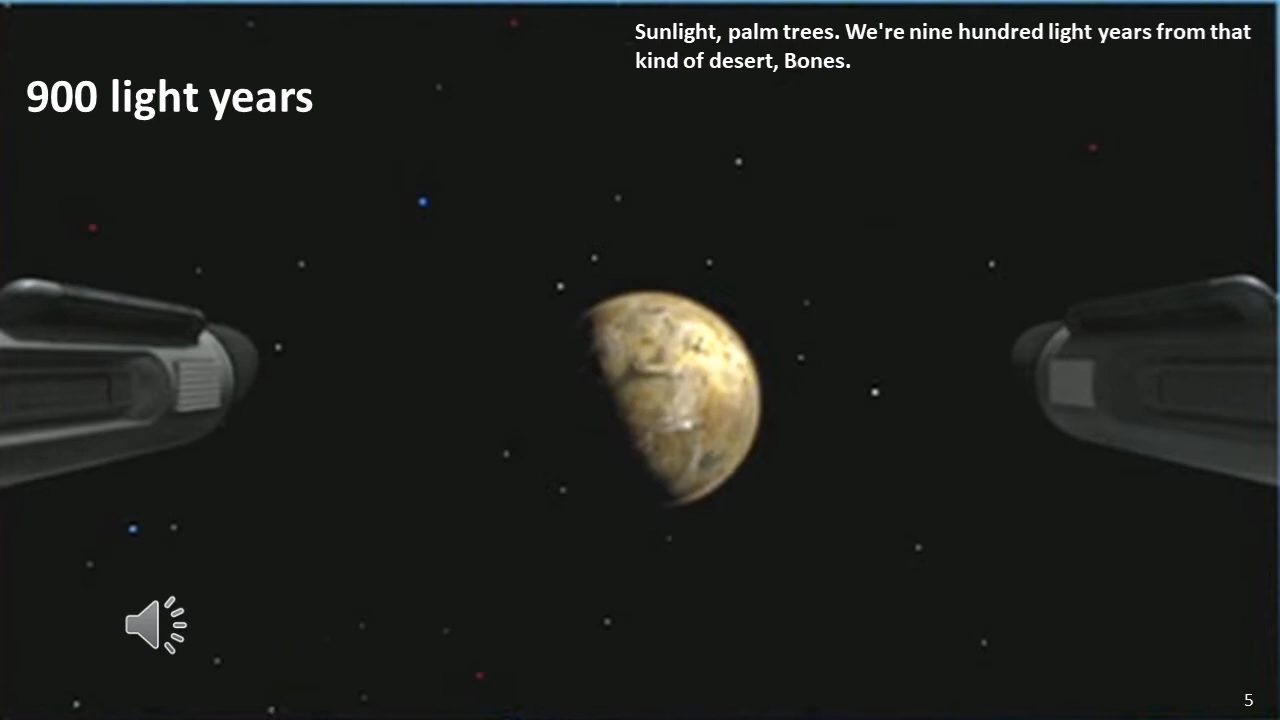 Sunlight, palm trees. We're nine hundred light years from that
kind of desert, Bones.
900 light years
5